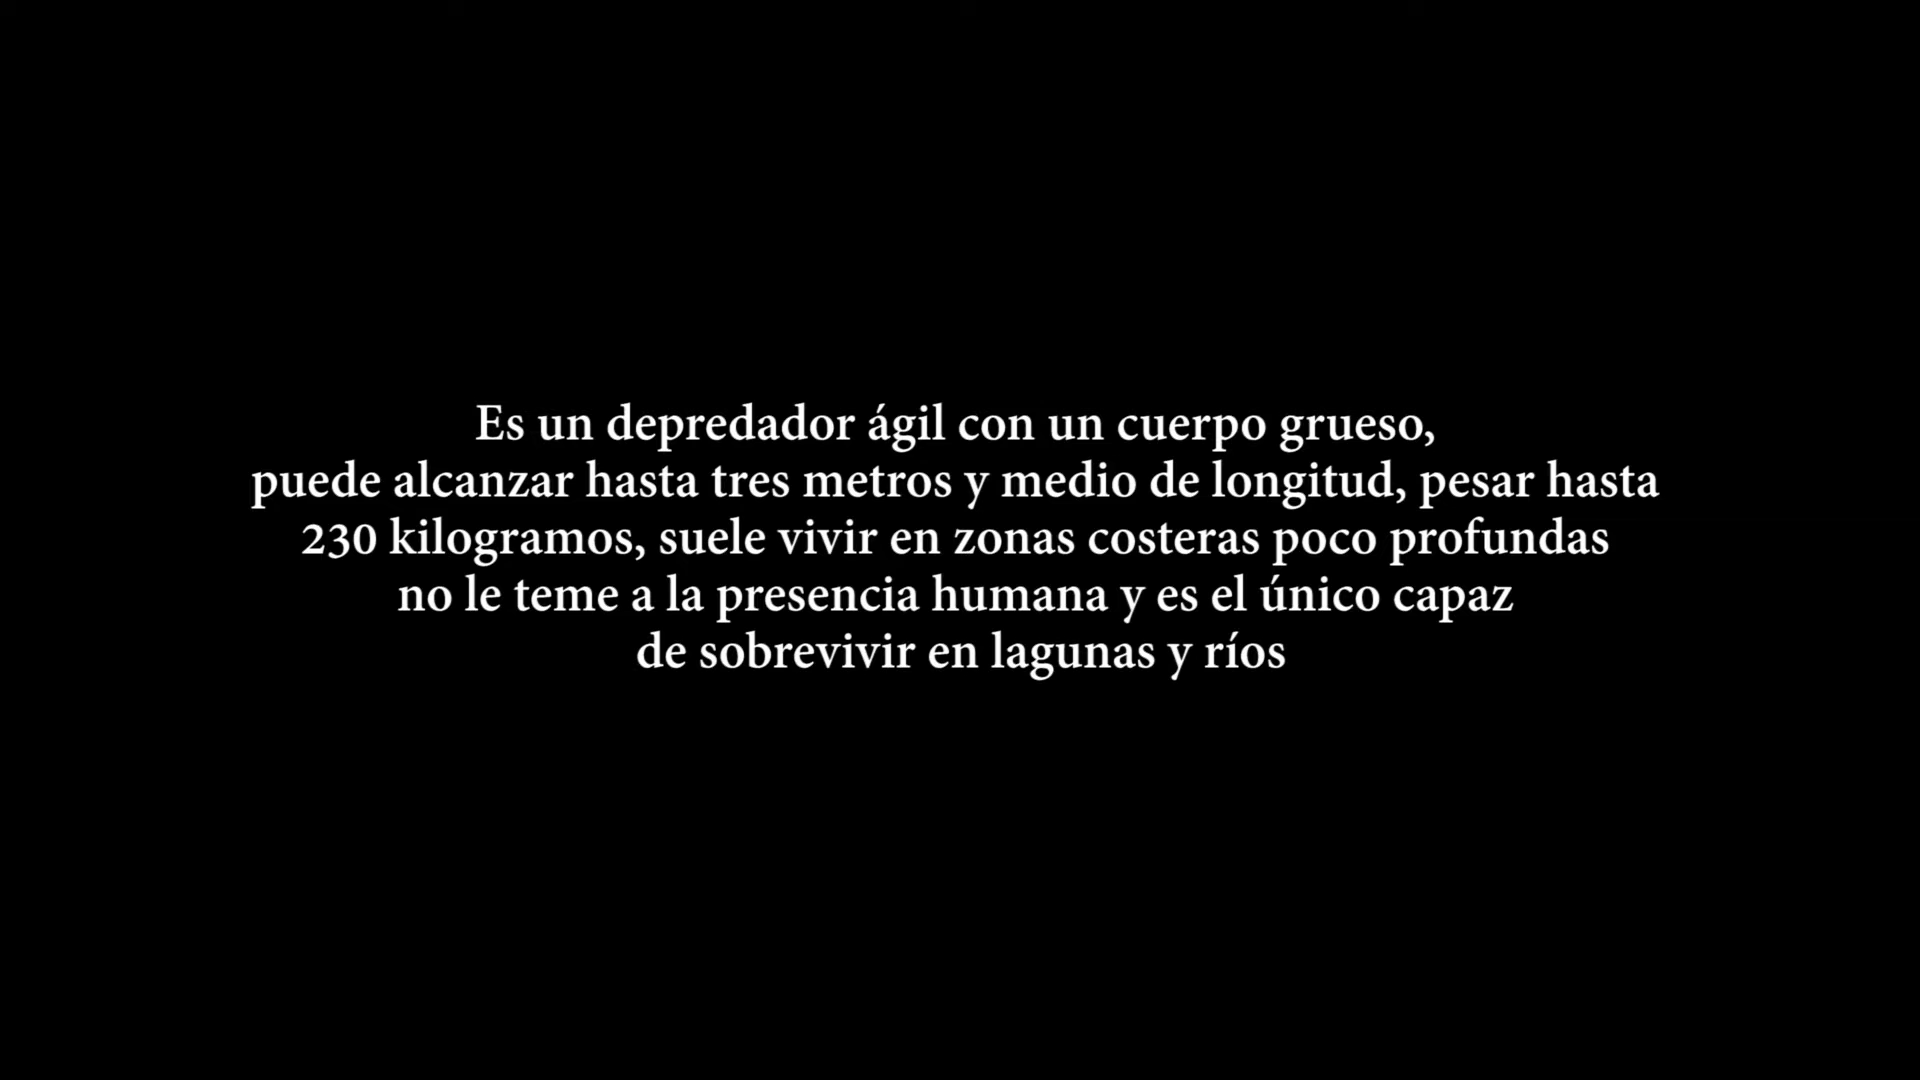 Es un depredador ágil con un cuerpo grueso,
puede alcanzar hasta tres metros y medio de longitud, pesar hasta
230 kilogramos, suele vivir en zonas costeras poco profundas
no le teme a la presencia humana y es el único capaz
de sobrevivir en lagunas y ríos